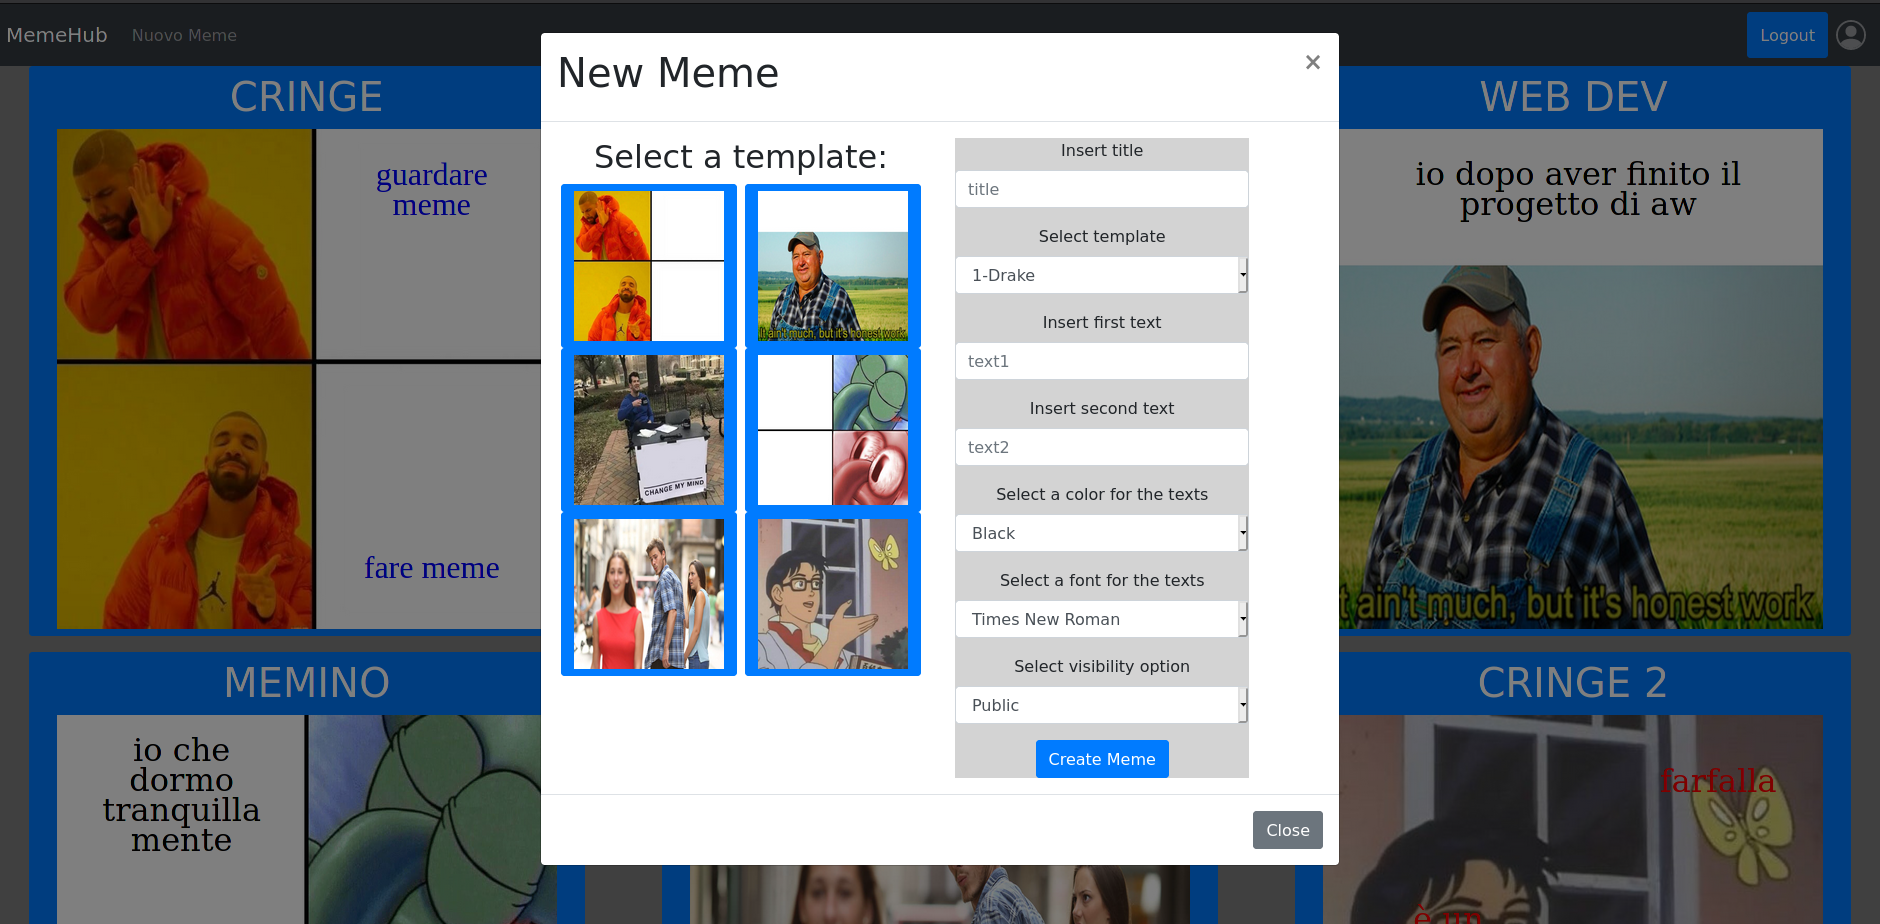 MemeHub
Nuovo Meme
Logout
CRINGE
guardare
meme
fare meme
WEB DEV
io dopo aver finito il
progetto di aw
t ain't much, but it's honest work
MEMINO
io che
dormo
tranquilla
mente
CRINGE 2
farfalla
è un
New Meme
×
Select a template:
It ain't much, but it's honest work
CHANGE MY MIND
Insert title
title
Select template
1-Drake
Insert first text
text1
Insert second text
text2
Select a color for the texts
Black
Select a font for the texts
Times New Roman
Select visibility option
Public
Create Meme
Close